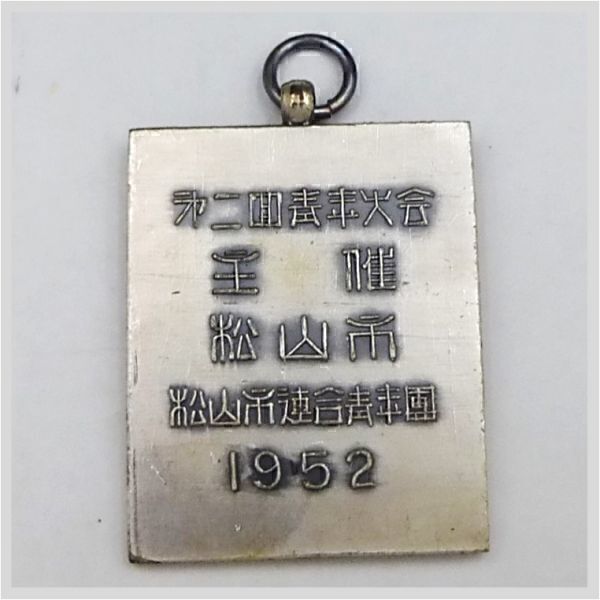 才二回青年大会
主催
松山市
松山市連合青年團
1952